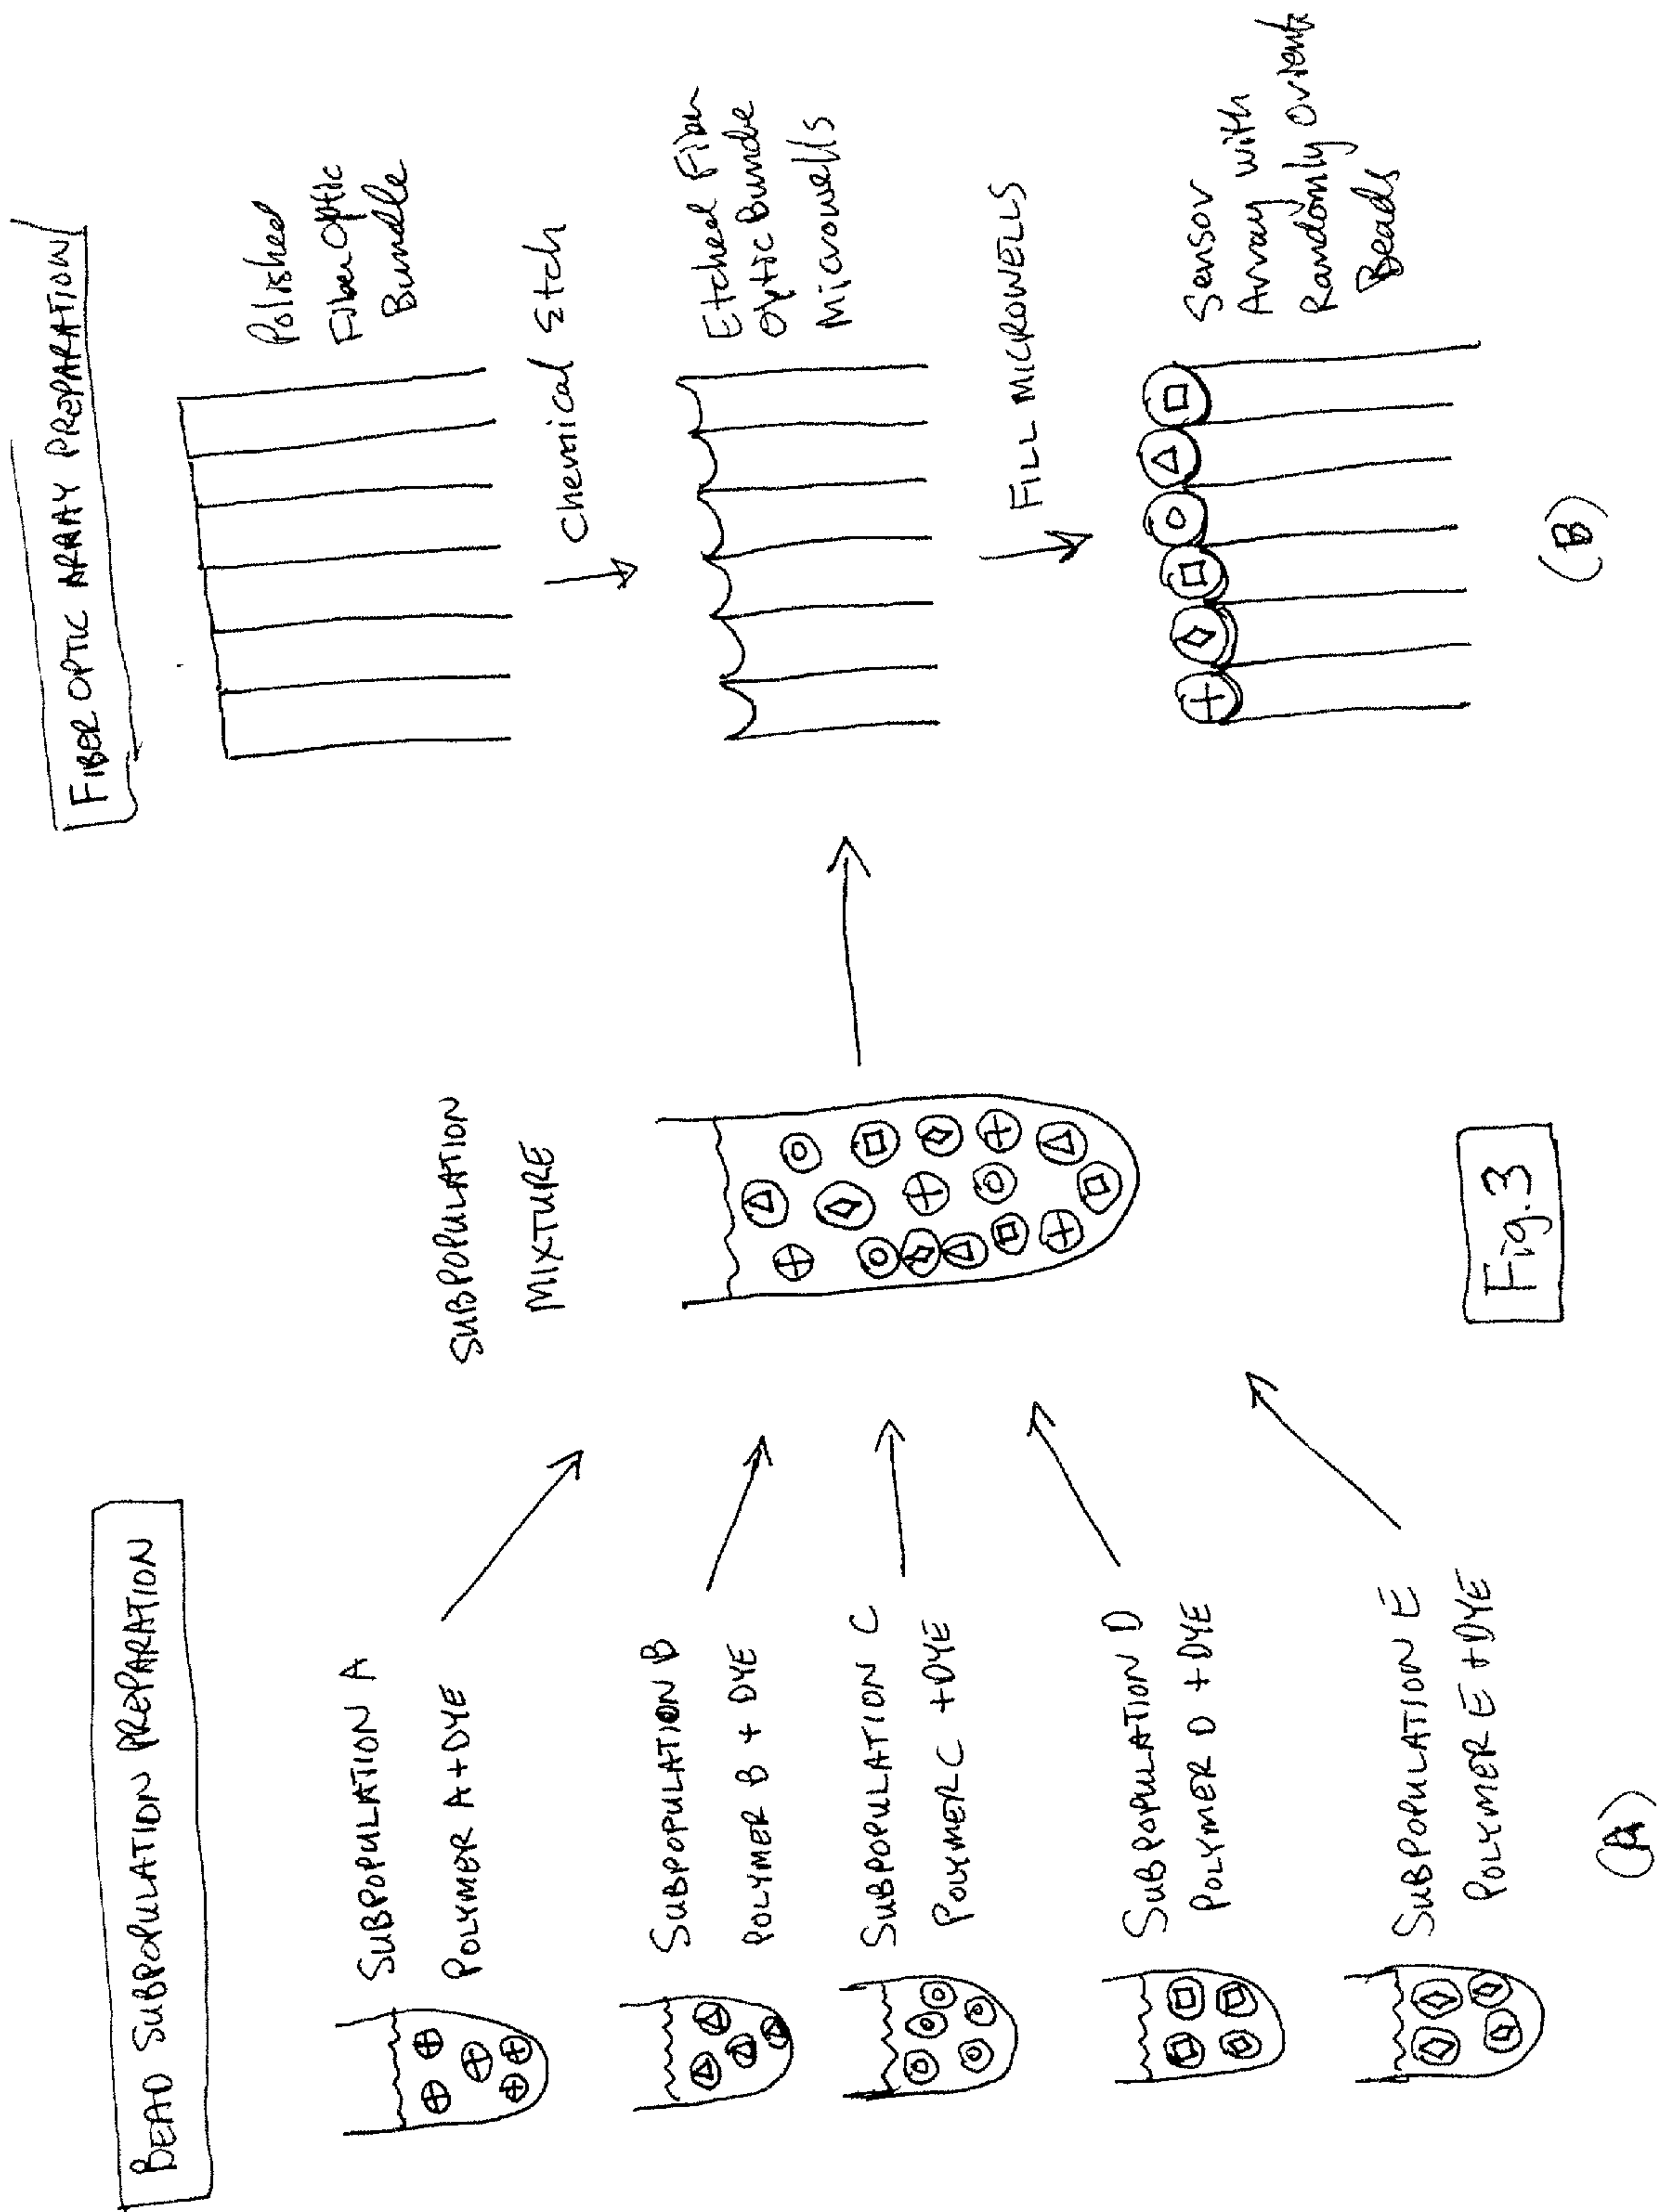 BEAD SUBPOPULATION PREPARATION
SUBPOPULATION A
POLYMER A+DYE
SUBPOPULATION B
POLYMER B + DYE
SUBPOPULATION C
POLYMER C +DYE
SUBPOPULATION D
POLYMER D +DYE
SUBPOPULATION E
POLYMER E +DYE
(A)
SUBPOPULATION
MIXTURE
Fig.3
FIBER OPTIC ARRAY PREPARATION
Polished
Fiber Optic
Bundle
Chemical Etch
Etched Fiber
Optic Bundle
Microwells
FILL MICROWELLS
Sensor
Array with
Randomly Orient
Beads
(B)